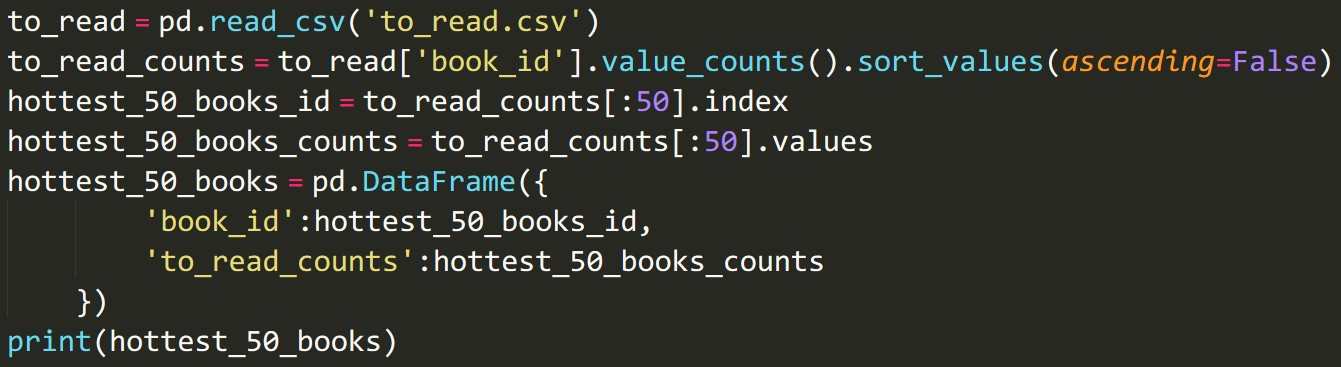 to_read = pd.read_csv('to_read.csv')
to_read_counts = to_read['book_id'].value_counts().sort_values(ascending=False)
hottest_50_books_id = to_read_counts[:50].index
hottest_50_books_counts = to_read_counts[:50].values
hottest_50_books = pd.DataFrame({
        'book_id':hottest_50_books_id,
        'to_read_counts':hottest_50_books_counts
    })
print(hottest_50_books)